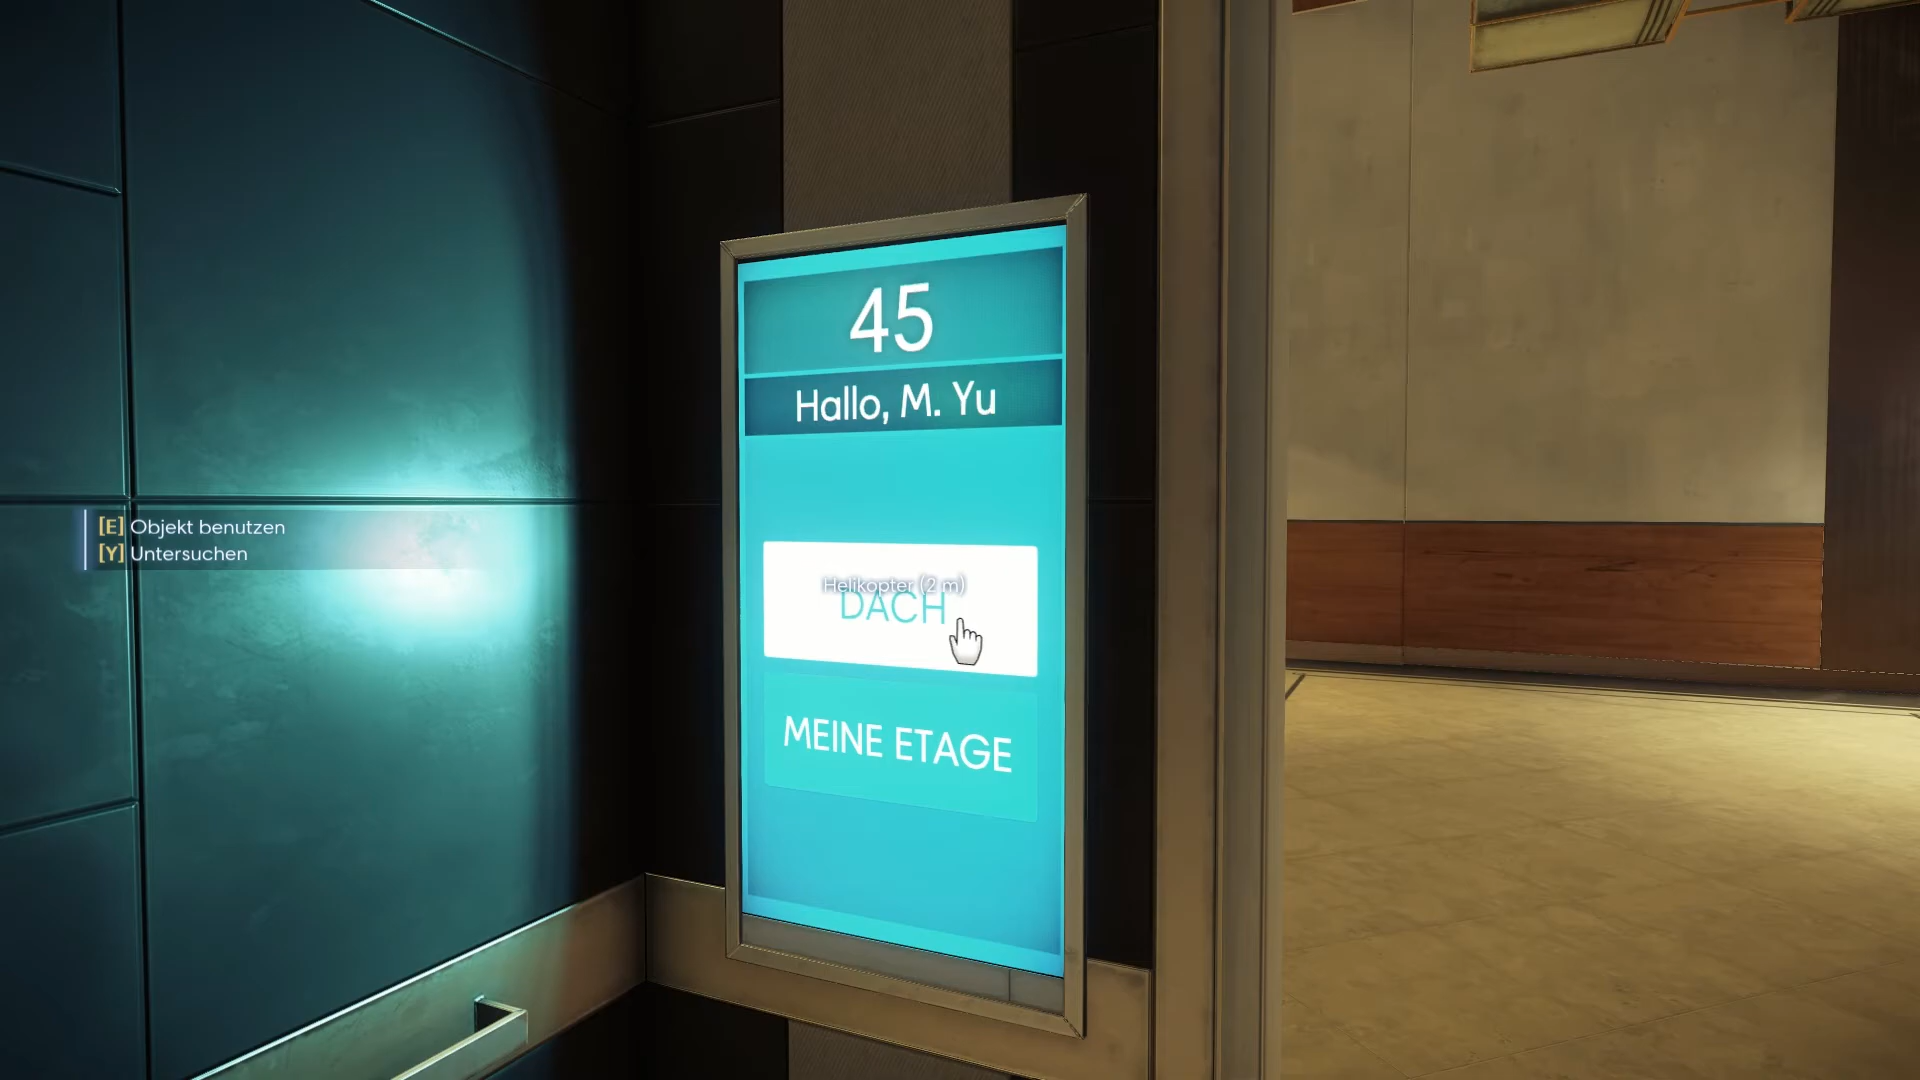 45
Hallo, M. Yu
[E] Objekt benutzen
[Y] Untersuchen
Helikopter (2 m)
DACH
MEINE ETAGE